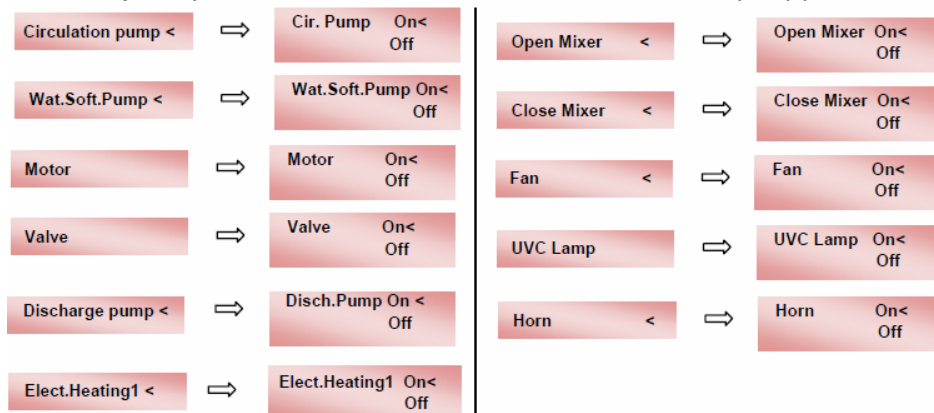 Circulation pump <
Cir. Pump On<
Off
Wat.Soft.Pump <
Wat.Soft.Pump On<
Off
Motor
Motor On<
Off
Valve
Valve On<
Off
Discharge pump <
Disch.Pump On <
Off
Elect.Heating1 <
Elect.Heating1 On<
Off
Open Mixer <
Open Mixer On<
Off
Close Mixer <
Close Mixer On<
Off
Fan <
Fan On<
Off
UVC Lamp
UVC Lamp On<
Off
Horn <
Horn On<
Off